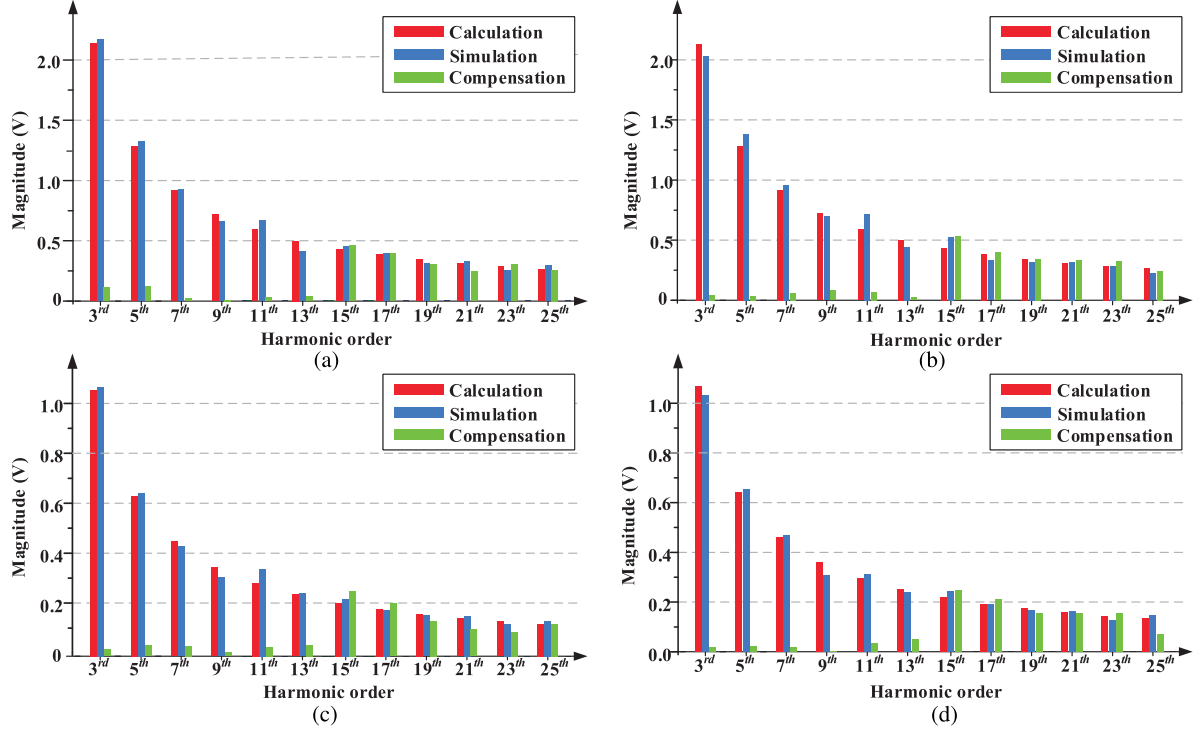 Calculation
Simulation
Compensation
Magnitude (V)
2.0
1.5
1.0
0.5
0
3rd 5th 7th 9th 11th 13th 15th 17th 19th 21th 23th 25th
Harmonic order
(a)
Calculation
Simulation
Compensation
Magnitude (V)
2.0
1.5
1.0
0.5
0
3rd 5th 7th 9th 11th 13th 15th 17th 19th 21th 23th 25th
Harmonic order
(b)
Calculation
Simulation
Compensation
Magnitude (V)
1.0
0.8
0.6
0.4
0.2
0
3rd 5th 7th 9th 11th 13th 15th 17th 19th 21th 23th 25th
Harmonic order
(c)
Calculation
Simulation
Compensation
Magnitude (V)
1.0
0.8
0.6
0.4
0.2
0.0
3rd 5th 7th 9th 11th 13th 15th 17th 19th 21th 23th 25th
Harmonic order
(d)